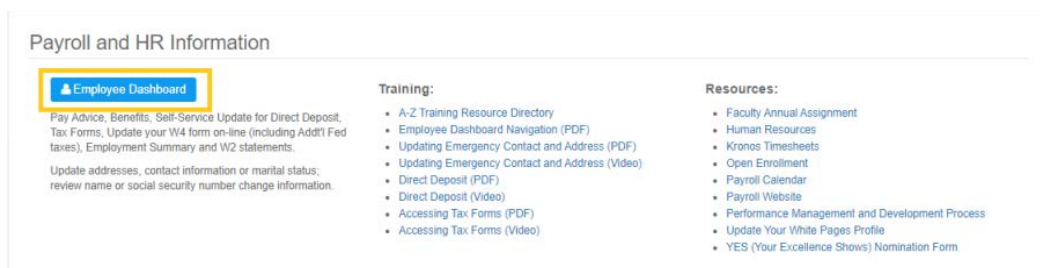 Payroll and HR Information
Employee Dashboard
Pay Advice, Benefits, Self-Service Update for Direct Deposit,
Tax Forms, Update your W4 form on-line (including Addt'l Fed
taxes), Employment Summary and W2 statements.
Update addresses, contact information or marital status;
review name or social security number change information.
Training:
A-Z Training Resource Directory
Employee Dashboard Navigation (PDF)
Updating Emergency Contact and Address (PDF)
Updating Emergency Contact and Address (Video)
Direct Deposit (PDF)
Direct Deposit (Video)
Accessing Tax Forms (PDF)
Accessing Tax Forms (Video)
Resources:
Faculty Annual Assignment
Human Resources
Kronos Timesheets
Open Enrollment
Payroll Calendar
Payroll Website
Performance Management and Development Process
Update Your White Pages Profile
YES (Your Excellence Shows) Nomination Form